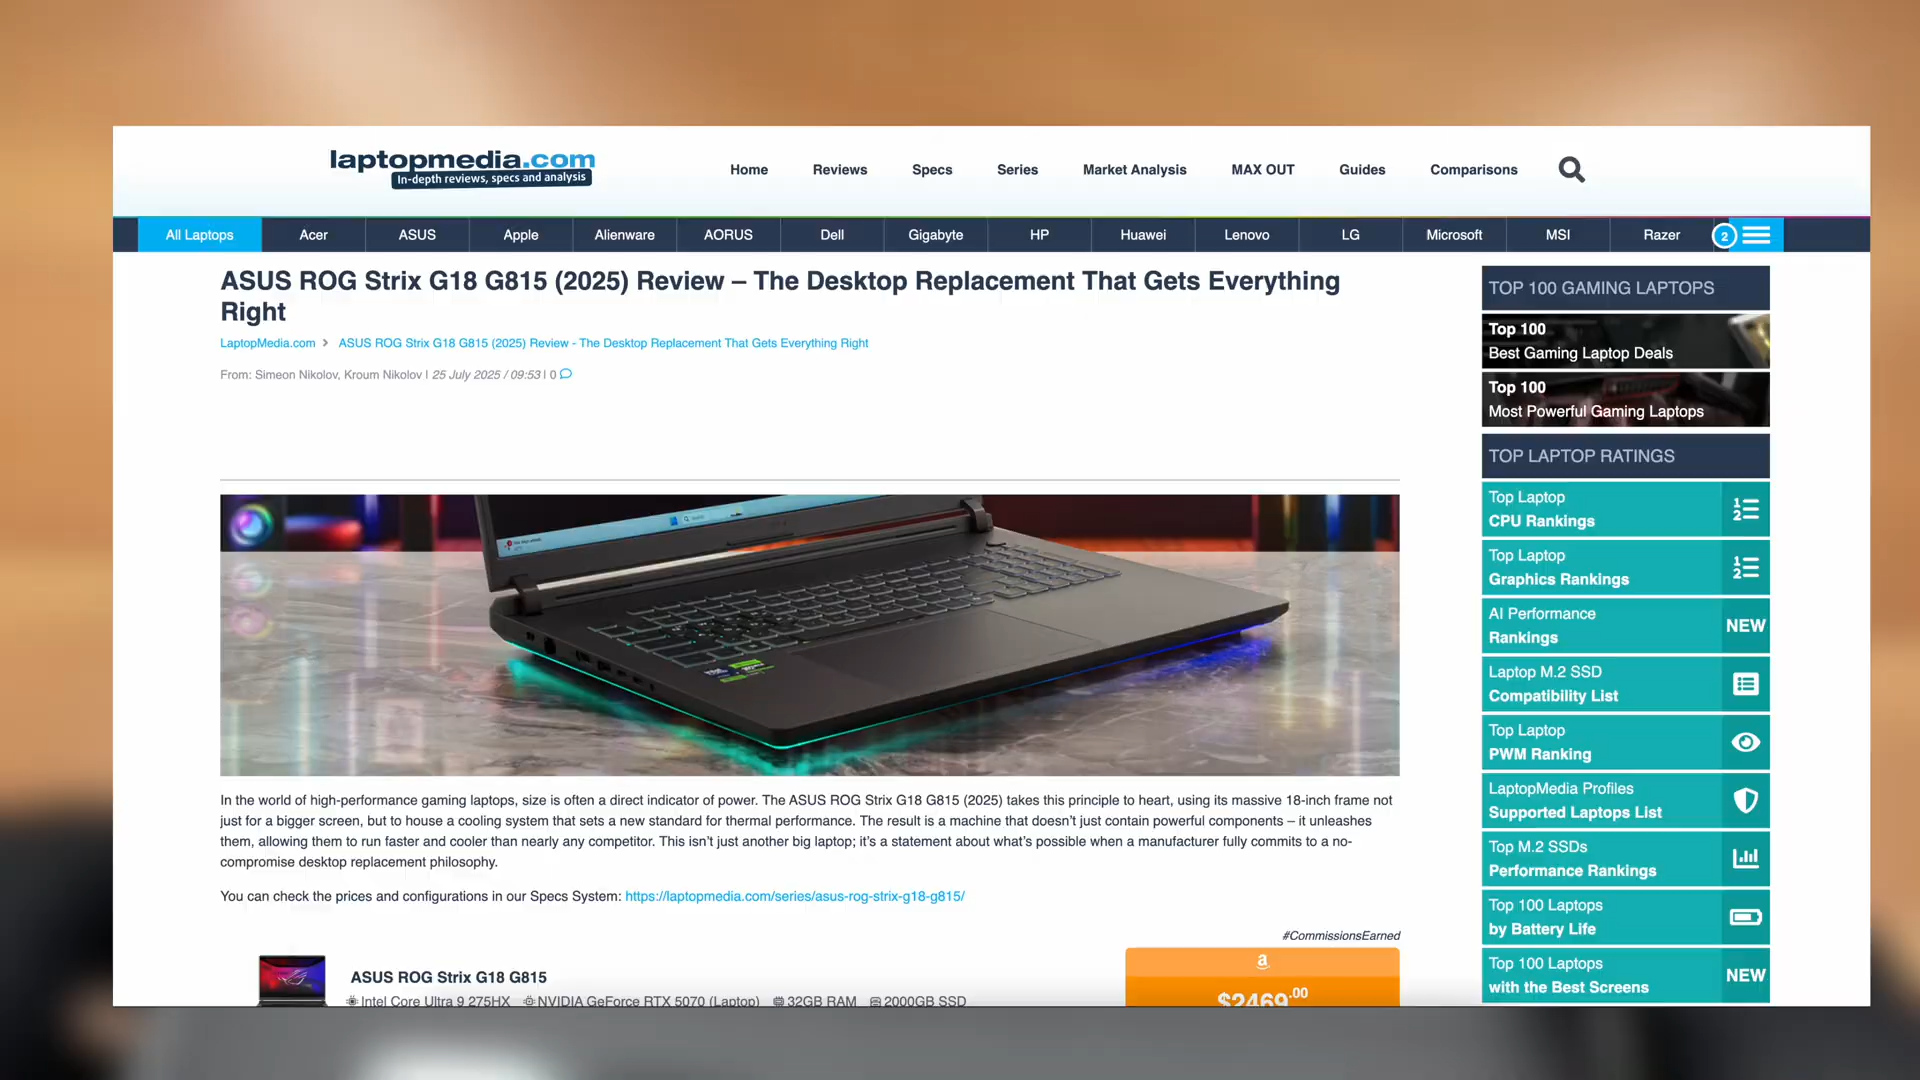 laptopmedia.com
In-depth reviews, specs and analysis
Home Reviews Specs Series Market Analysis MAX OUT Guides Comparisons
All Laptops Acer ASUS Apple Alienware AORUS Dell Gigabyte HP Huawei Lenovo LG Microsoft MSI Razer 2
ASUS ROG Strix G18 G815 (2025) Review – The Desktop Replacement That Gets Everything
Right
LaptopMedia.com > ASUS ROG Strix G18 G815 (2025) Review - The Desktop Replacement That Gets Everything Right
From: Simeon Nikolov, Kroum Nikolov | 25 July 2025 / 09:53 | 0
In the world of high-performance gaming laptops, size is often a direct indicator of power. The ASUS ROG Strix G18 G815 (2025) takes this principle to heart, using its massive 18-inch frame not
just for a bigger screen, but to house a cooling system that sets a new standard for thermal performance. The result is a machine that doesn't just contain powerful components – it unleashes
them, allowing them to run faster and cooler than nearly any competitor. This isn't just another big laptop; it's a statement about what's possible when a manufacturer fully commits to a no-
compromise desktop replacement philosophy.
You can check the prices and configurations in our Specs System: https://laptopmedia.com/series/asus-rog-strix-g18-g815/
#CommissionsEarned
ASUS ROG Strix G18 G815
Intel Core Ultra 9 275HX NVIDIA GeForce RTX 5070 (Laptop) 32GB RAM 2000GB SSD
a
$2469.00
TOP 100 GAMING LAPTOPS
Top 100
Best Gaming Laptop Deals
Top 100
Most Powerful Gaming Laptops
TOP LAPTOP RATINGS
Top Laptop
CPU Rankings
Top Laptop
Graphics Rankings
AI Performance
Rankings
NEW
Laptop M.2 SSD
Compatibility List
Top Laptop
PWM Ranking
LaptopMedia Profiles
Supported Laptops List
Top M.2 SSDs
Performance Rankings
Top 100 Laptops
by Battery Life
Top 100 Laptops
with the Best Screens
NEW